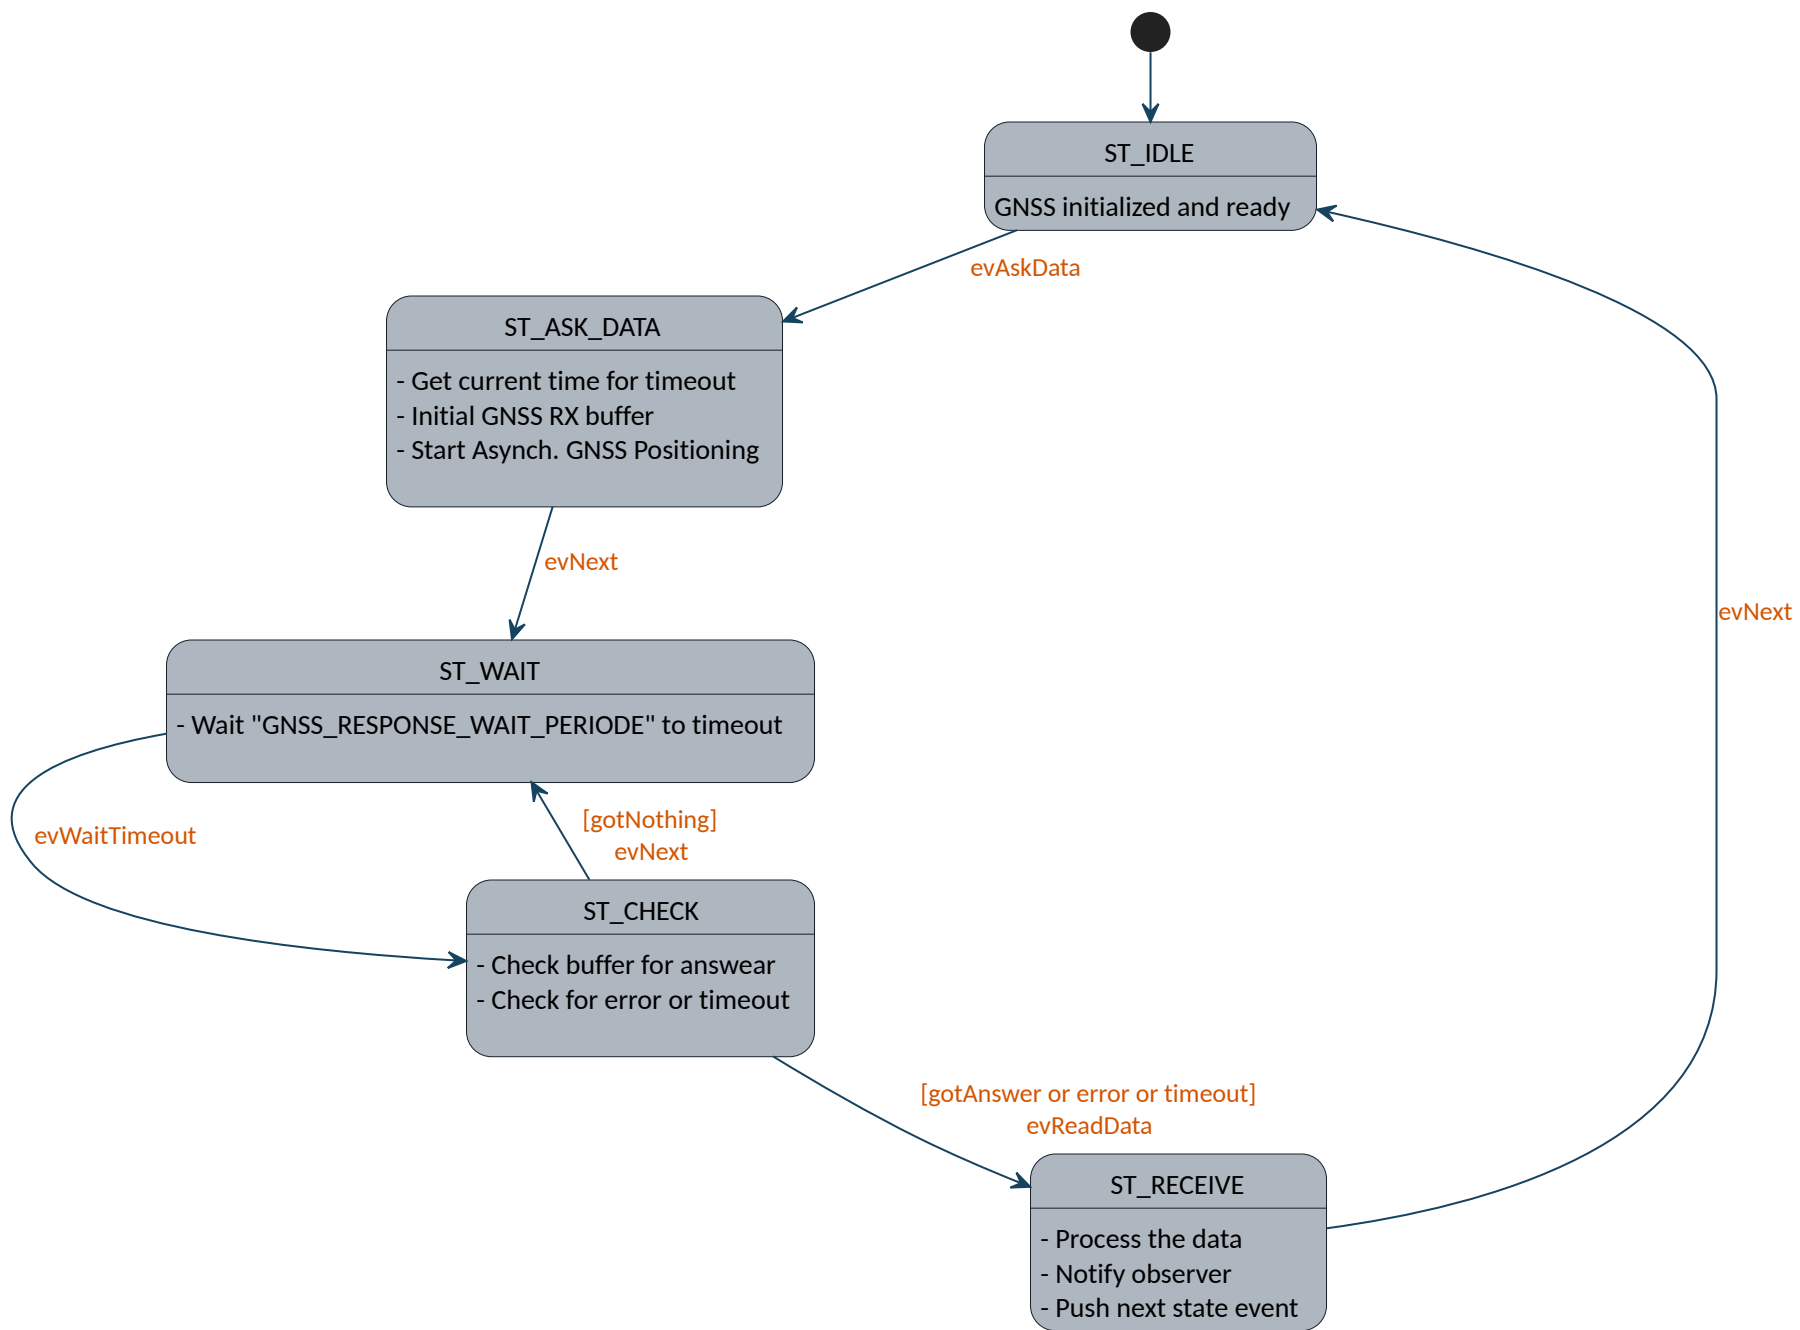 ST_IDLE
GNSS initialized and ready
evAskData
ST_ASK_DATA
- Get current time for timeout
- Initial GNSS RX buffer
- Start Asynch. GNSS Positioning
evNext
evNext
ST_WAIT
- Wait "GNSS_RESPONSE_WAIT_PERIODE" to timeout
evWaitTimeout
[gotNothing]
evNext
ST_CHECK
- Check buffer for answear
- Check for error or timeout
[gotAnswer or error or timeout]
evReadData
ST_RECEIVE
- Process the data
- Notify observer
- Push next state event